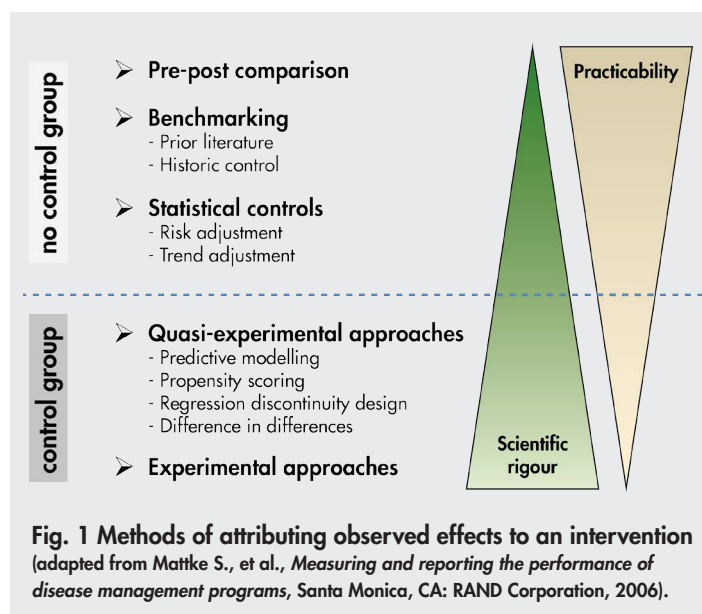 no control group
➢ Pre-post comparison
➢ Benchmarking
- Prior literature
- Historic control
➢ Statistical controls
- Risk adjustment
- Trend adjustment
control group
➢ Quasi-experimental approaches
- Predictive modelling
- Propensity scoring
- Regression discontinuity design
- Difference in differences
➢ Experimental approaches
Practicability
Scientific
rigour
Fig. 1 Methods of attributing observed effects to an intervention
(adapted from Mattke S., et al., Measuring and reporting the performance of
disease management programs, Santa Monica, CA: RAND Corporation, 2006).